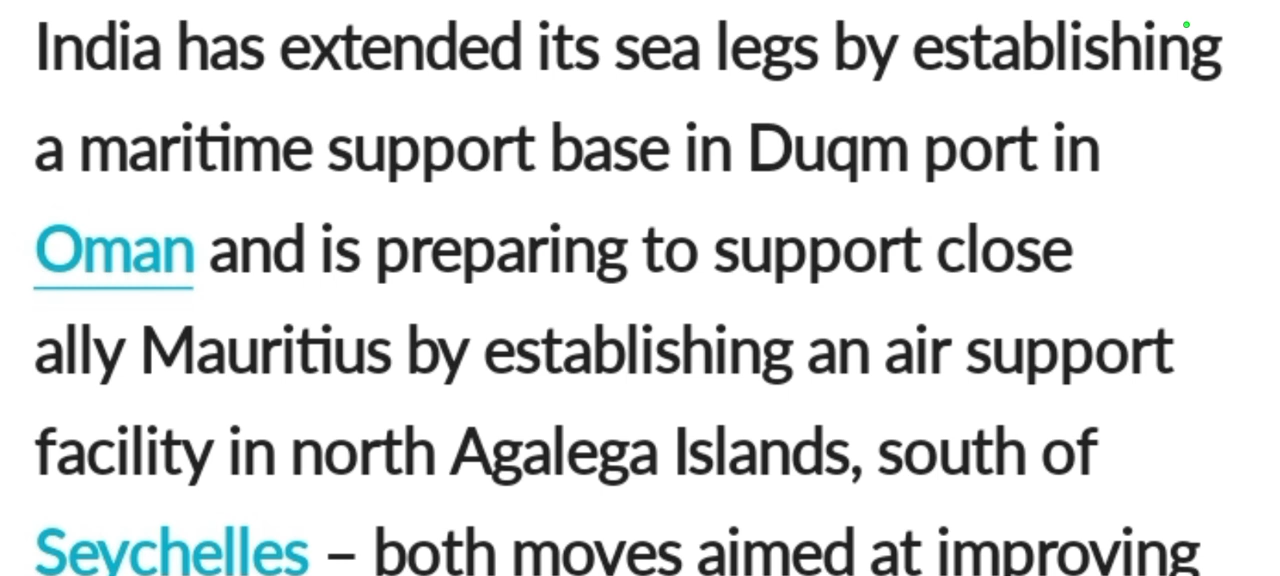 India has extended its sea legs by establishing
a maritime support base in Duqm port in
Oman and is preparing to support close
ally Mauritius by establishing an air support
facility in north Agalega Islands, south of
Seychelles – both moves aimed at improving